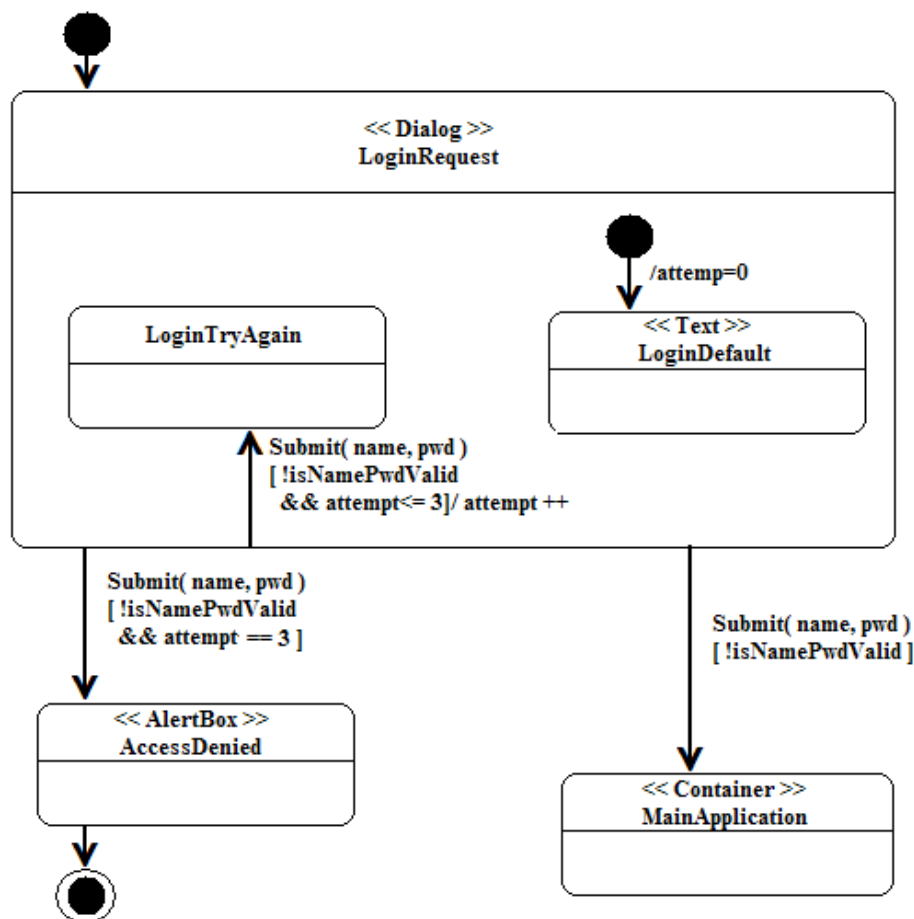 << Dialog >>
LoginRequest
/attemp=0
LoginTryAgain
<< Text >>
LoginDefault
Submit( name, pwd )
[ !isNamePwdValid
&& attempt<= 3]/ attempt ++
Submit( name, pwd )
[ !isNamePwdValid
&& attempt == 3 ]
Submit( name, pwd )
[ !isNamePwdValid ]
<< AlertBox >>
AccessDenied
<< Container >>
MainApplication